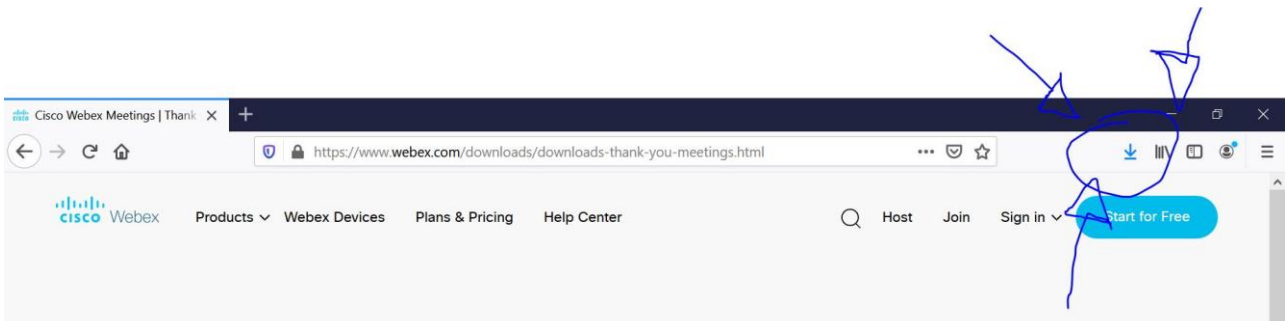 Cisco Webex Meetings | Thank
https://www.webex.com/downloads/downloads-thank-you-meetings.html
cisco Webex Products Webex Devices Plans & Pricing Help Center Host Join Sign in Start for Free